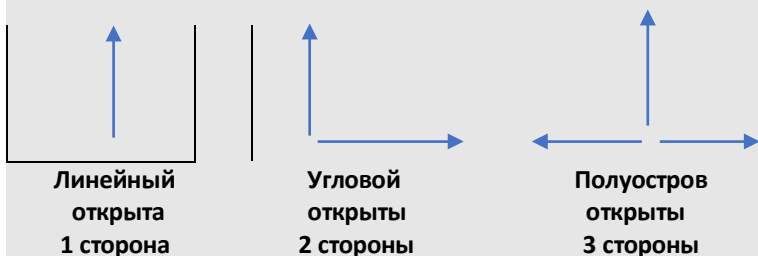 Линейный
открыта
1 сторона
Угловой
открыты
2 стороны
Полуостров
открыты
3 стороны